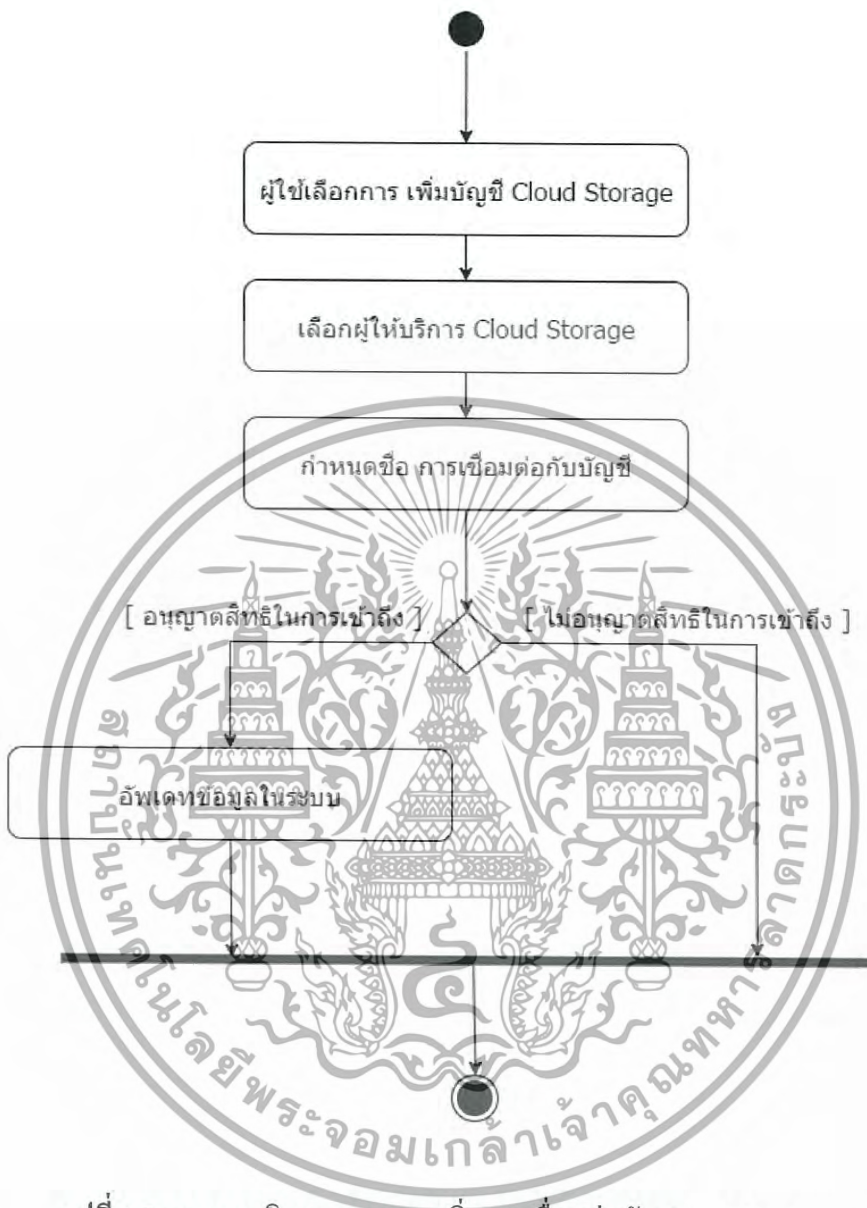 ผู้ใช้เลือกการ เพิ่มบัญชี Cloud Storage
เลือกผู้ให้บริการ Cloud Storage
กำหนดชื่อ การเชื่อมต่อกับบัญชี
[ อนุญาตสิทธิในการเข้าถึง ]
[ ไม่อนุญาตสิทธิในการเข้าถึง ]
อัพเดทข้อมูลในระบบ
สถาบันเทคโนโลยีพระจอมเกล้าเจ้าคุณทหารลาดกระบัง